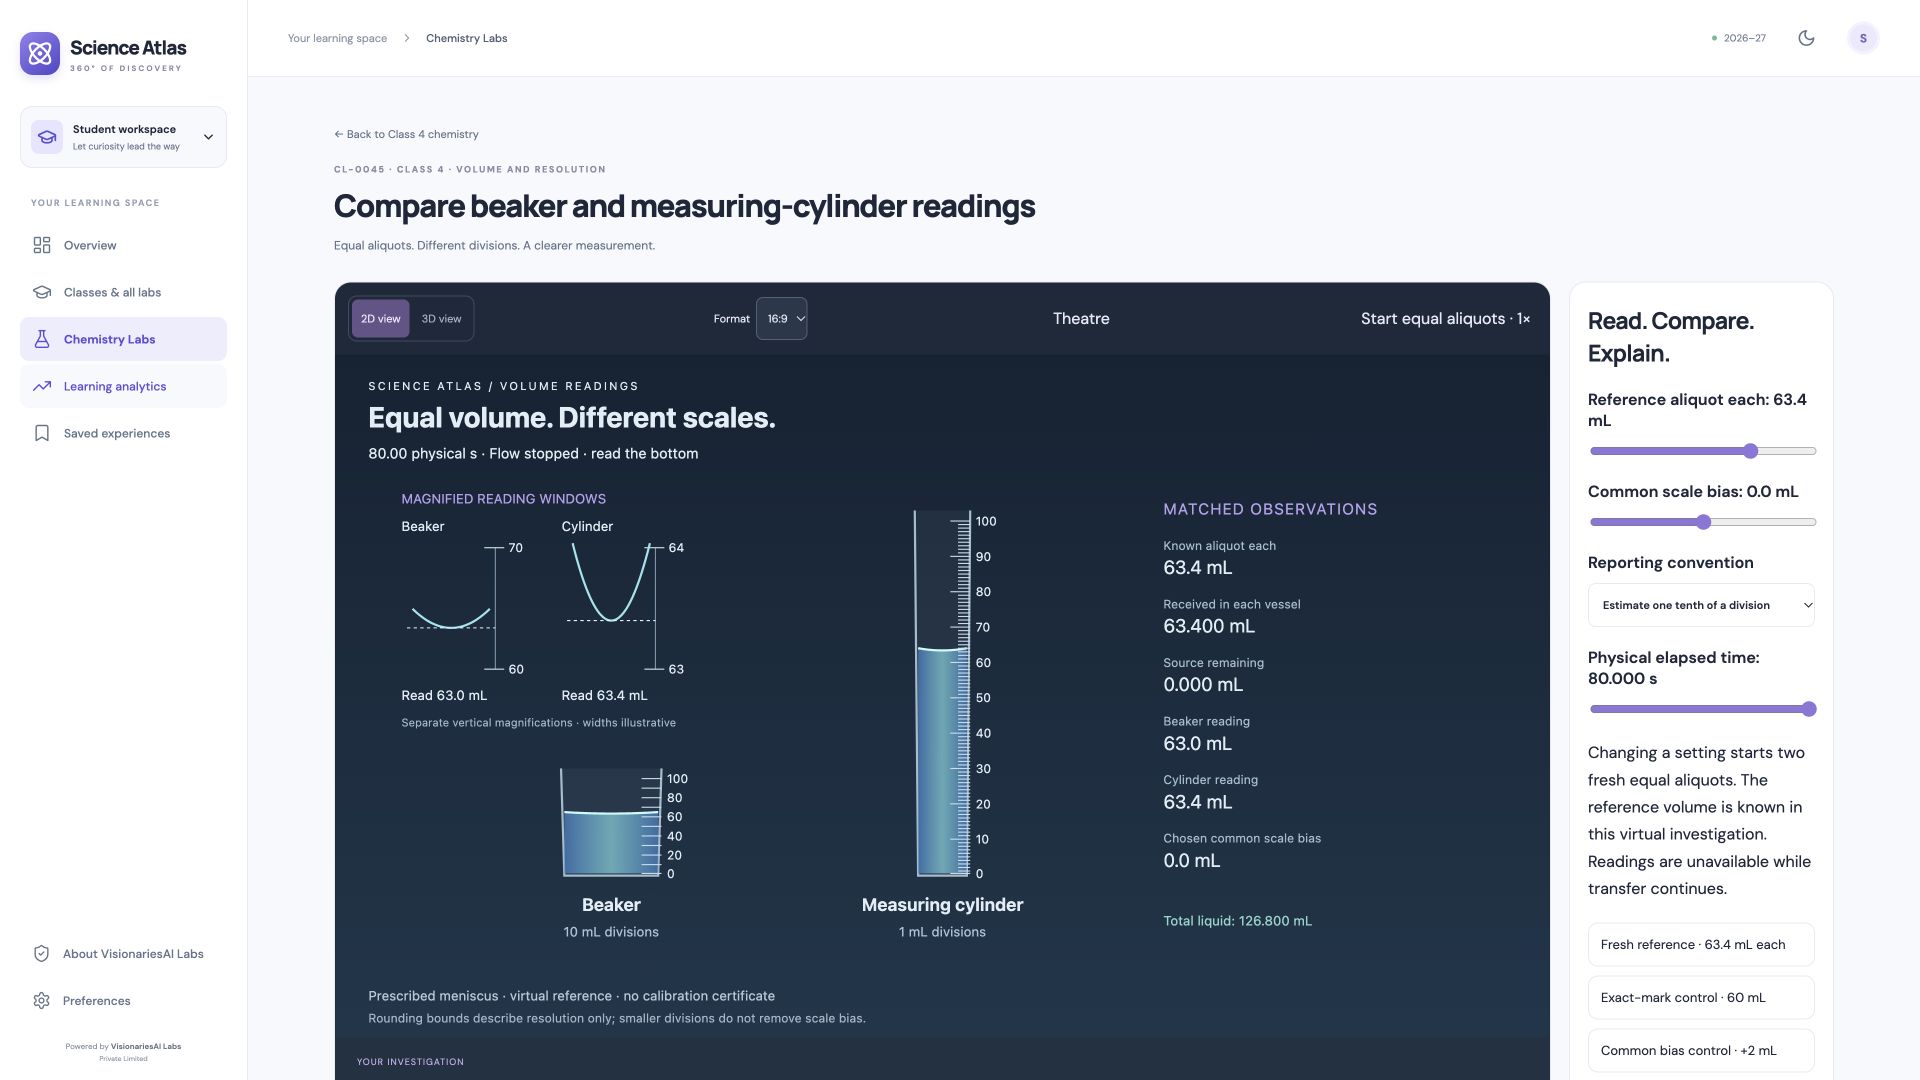 Science Atlas
360° OF DISCOVERY
Student workspace
Let curiosity lead the way
YOUR LEARNING SPACE
Overview
Classes & all labs
Chemistry Labs
Learning analytics
Saved experiences
About VisionariesAI Labs
Preferences
Powered by VisionariesAI Labs
Private Limited
Your learning space
Chemistry Labs
2026–27
S
← Back to Class 4 chemistry
CL-0045 · CLASS 4 · VOLUME AND RESOLUTION
Compare beaker and measuring-cylinder readings
Equal aliquots. Different divisions. A clearer measurement.
2D view
3D view
Format
16:9
Theatre
Start equal aliquots · 1×
SCIENCE ATLAS / VOLUME READINGS
Equal volume. Different scales.
80.00 physical s · Flow stopped · read the bottom
MAGNIFIED READING WINDOWS
Beaker
Cylinder
70
60
64
63
Read 63.0 mL
Read 63.4 mL
Separate vertical magnifications · widths illustrative
100
80
60
40
20
0
Beaker
10 mL divisions
100
90
80
70
60
50
40
30
20
10
0
Measuring cylinder
1 mL divisions
MATCHED OBSERVATIONS
Known aliquot each
63.4 mL
Received in each vessel
63.400 mL
Source remaining
0.000 mL
Beaker reading
63.0 mL
Cylinder reading
63.4 mL
Chosen common scale bias
0.0 mL
Total liquid: 126.800 mL
Prescribed meniscus · virtual reference · no calibration certificate
Rounding bounds describe resolution only; smaller divisions do not remove scale bias.
YOUR INVESTIGATION
Read. Compare.
Explain.
Reference aliquot each: 63.4
mL
Common scale bias: 0.0 mL
Reporting convention
Estimate one tenth of a division
Physical elapsed time:
80.000 s
Changing a setting starts two
fresh equal aliquots. The
reference volume is known in
this virtual investigation.
Readings are unavailable while
transfer continues.
Fresh reference · 63.4 mL each
Exact-mark control · 60 mL
Common bias control · +2 mL